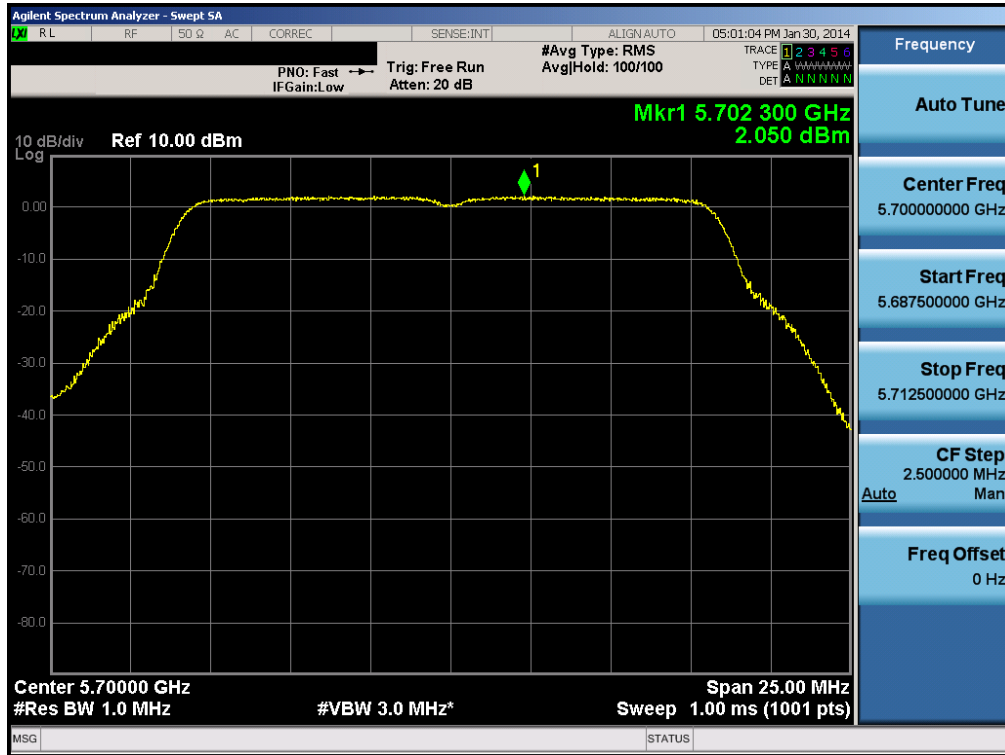 Agilent Spectrum Analyzer - Swept SA
LXI RL RF 50 Ω AC CORREC SENSE:INT ALIGN AUTO 05:01:04 PM Jan 30, 2014
PNO: Fast
IFGain:Low
Trig: Free Run
Atten: 20 dB
#Avg Type: RMS
Avg|Hold: 100/100
TRACE 1 2 3 4 5 6
TYPE A WWWWW
DET A N N N N N
Mkr1 5.702 300 GHz
2.050 dBm
10 dB/div Ref 10.00 dBm
Log
1
0.00
-10.0
-20.0
-30.0
-40.0
-50.0
-60.0
-70.0
-80.0
Center 5.70000 GHz Span 25.00 MHz
#Res BW 1.0 MHz #VBW 3.0 MHz* Sweep 1.00 ms (1001 pts)
MSG STATUS
Frequency
Auto Tune
Center Freq
5.700000000 GHz
Start Freq
5.687500000 GHz
Stop Freq
5.712500000 GHz
CF Step
2.500000 MHz
Auto Man
Freq Offset
0 Hz